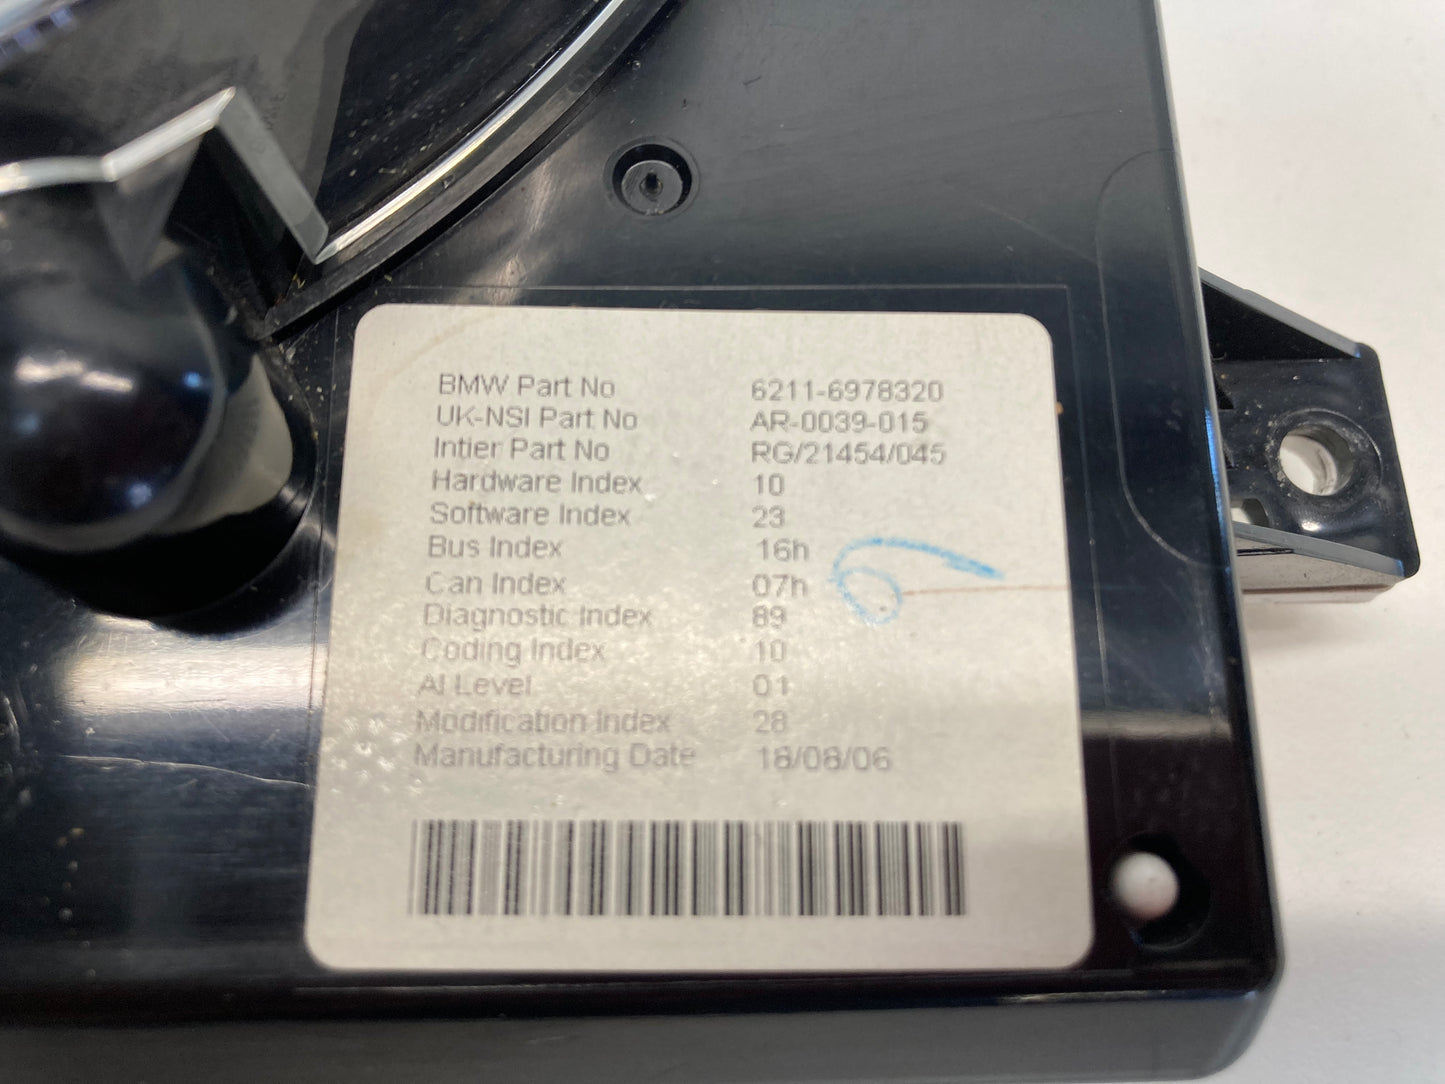 BMW Part No 6211-6978320
UK-NSI Part No AR-0039-015
Intier Part No RG/21454/045
Hardware Index 10
Software Index 23
Bus Index 16h
Can Index 07h
Diagnostic Index 89
Coding Index 10
AI Level 01
Modification Index 28
Manufacturing Date 18/08/06